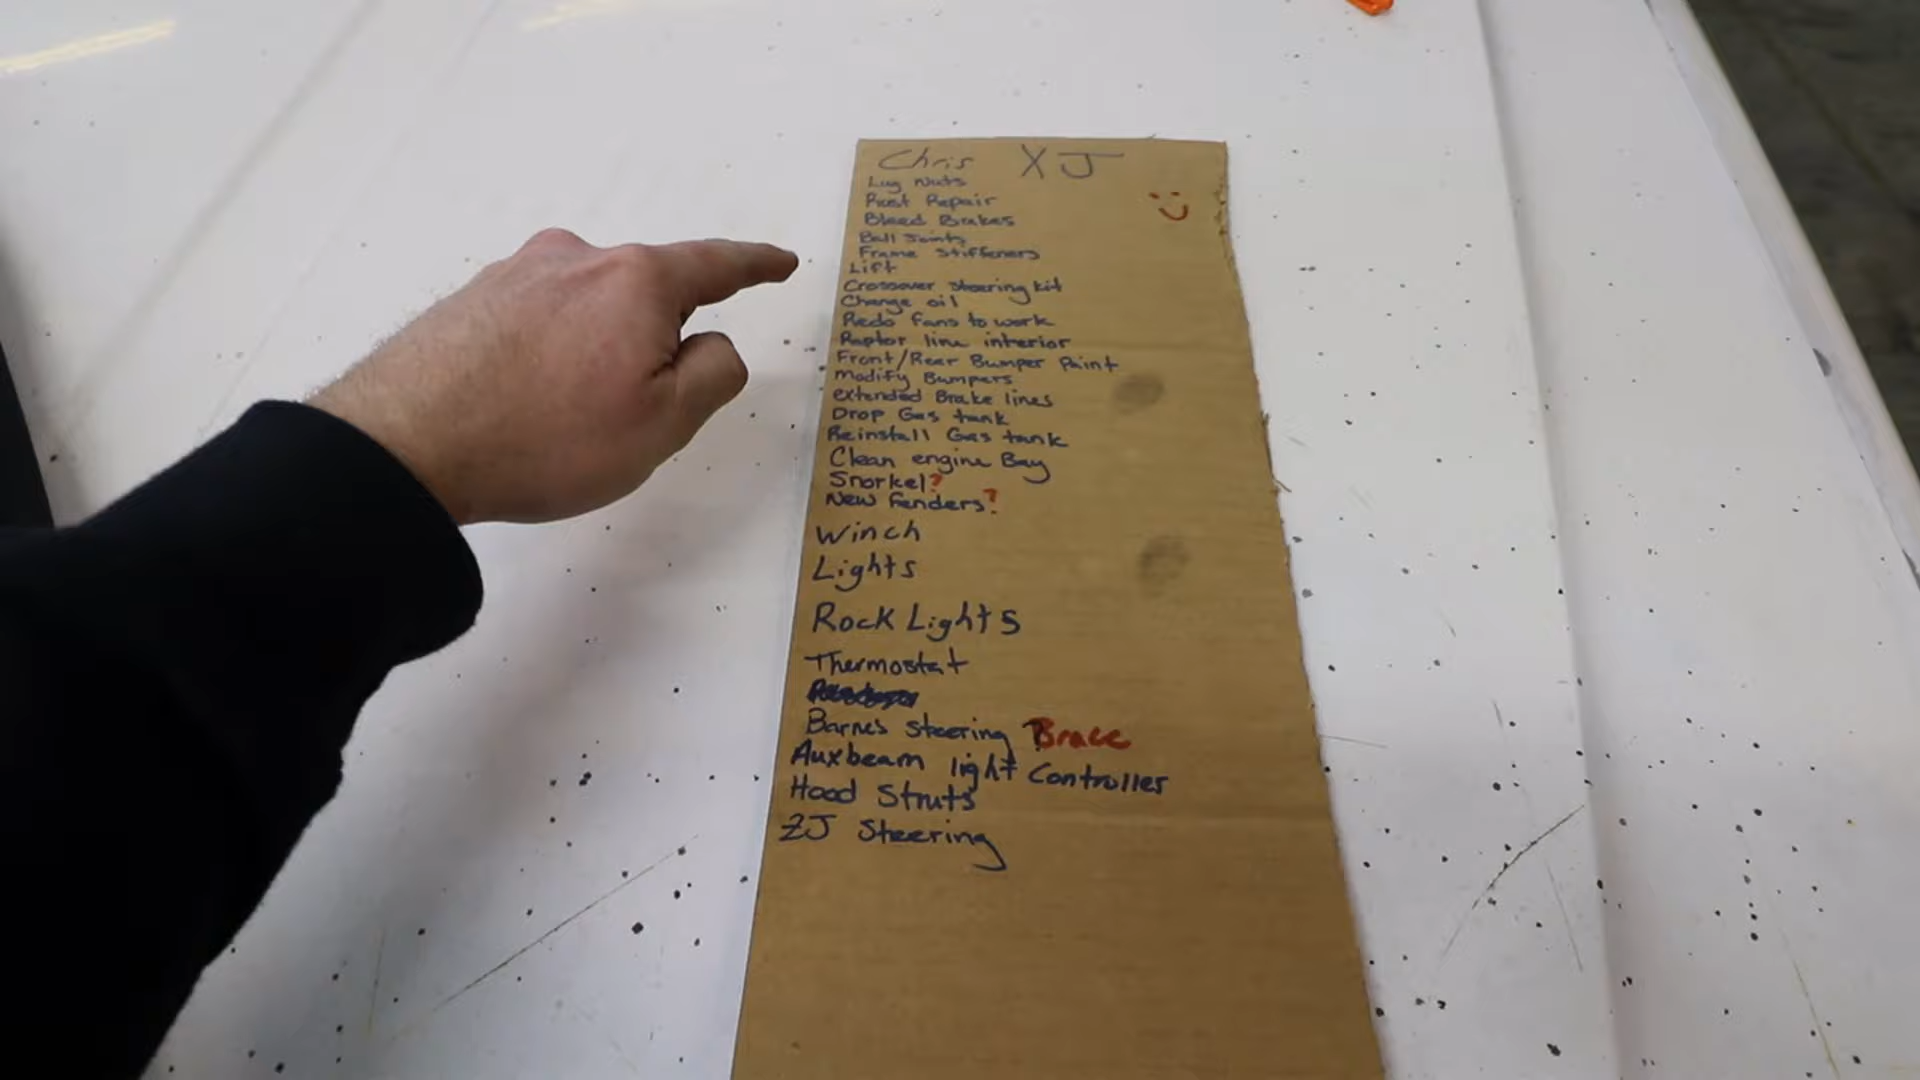 Chris XJ
Lug Nuts
Rust Repair
Bleed Brakes
Ball Joints
Frame Stiffeners
Lift
Crossover steering kit
Change oil
Redo fans to work
Raptor line interior
Front/Rear Bumper Paint
Modify Bumpers
extended Brake lines
Drop Gas tank
Reinstall Gas tank
Clean engine Bay
Snorkel?
New Fenders?
Winch
Lights
Rock Lights
Thermostat
Barnes Steering Brace
Auxbeam light Controller
Hood Struts
ZJ Steering